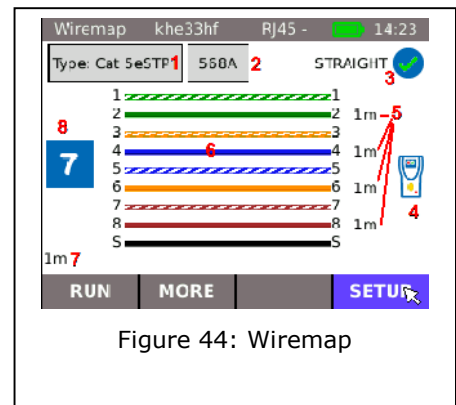 Wiremap khe33hf RJ45 - 14:23
Type: Cat 5eSTP 1 568A 2 STRAIGHT
3
1 1
2 2 1m 5
8
3 3
7 4 6 4 1m
5 5
6 6 1m
4
7 7
8 8 1m
S S
1m 7
RUN MORE SETUP
Figure 44: Wiremap